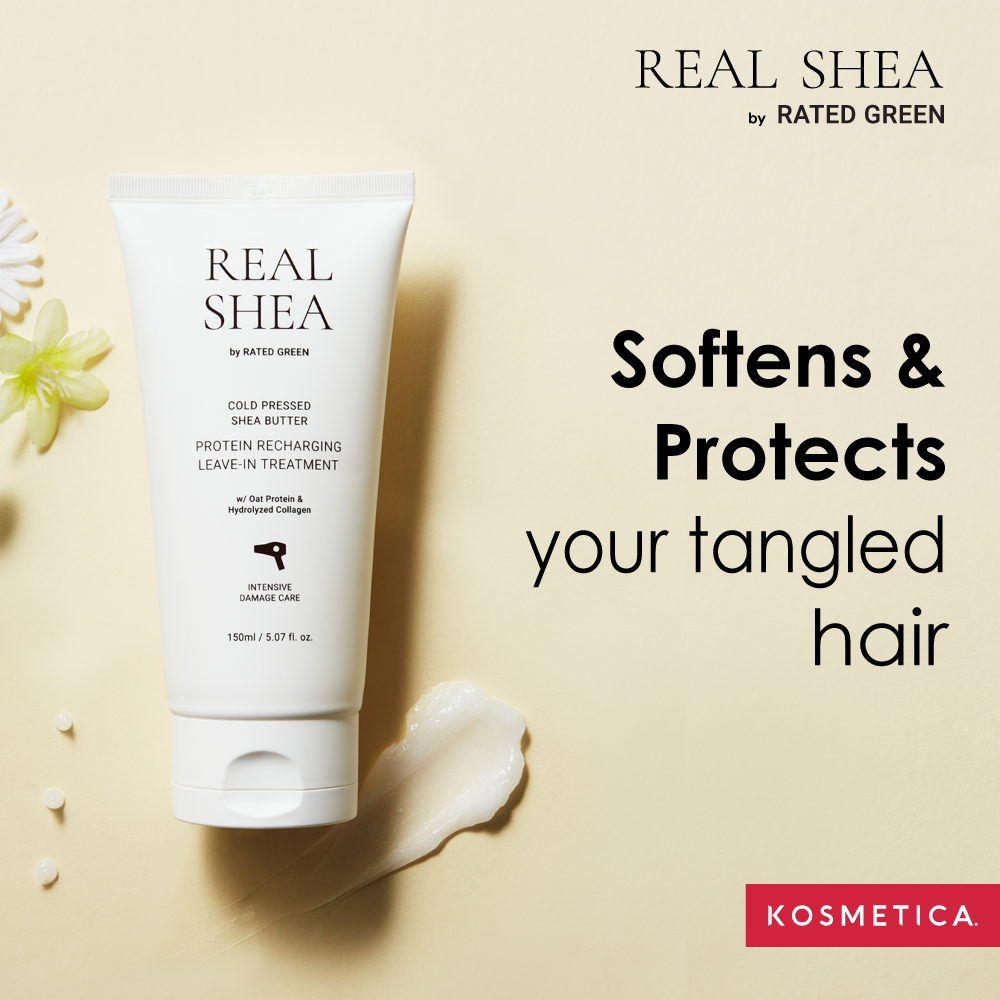 REAL SHEA
by RATED GREEN
REAL
SHEA
by RATED GREEN
COLD PRESSED
SHEA BUTTER
PROTEIN RECHARGING
LEAVE-IN TREATMENT
w/ Oat Protein &
Hydrolyzed Collagen
INTENSIVE
DAMAGE CARE
150ml / 5.07 fl. oz.
Softens &
Protects
your tangled
hair
KOSMETICA.